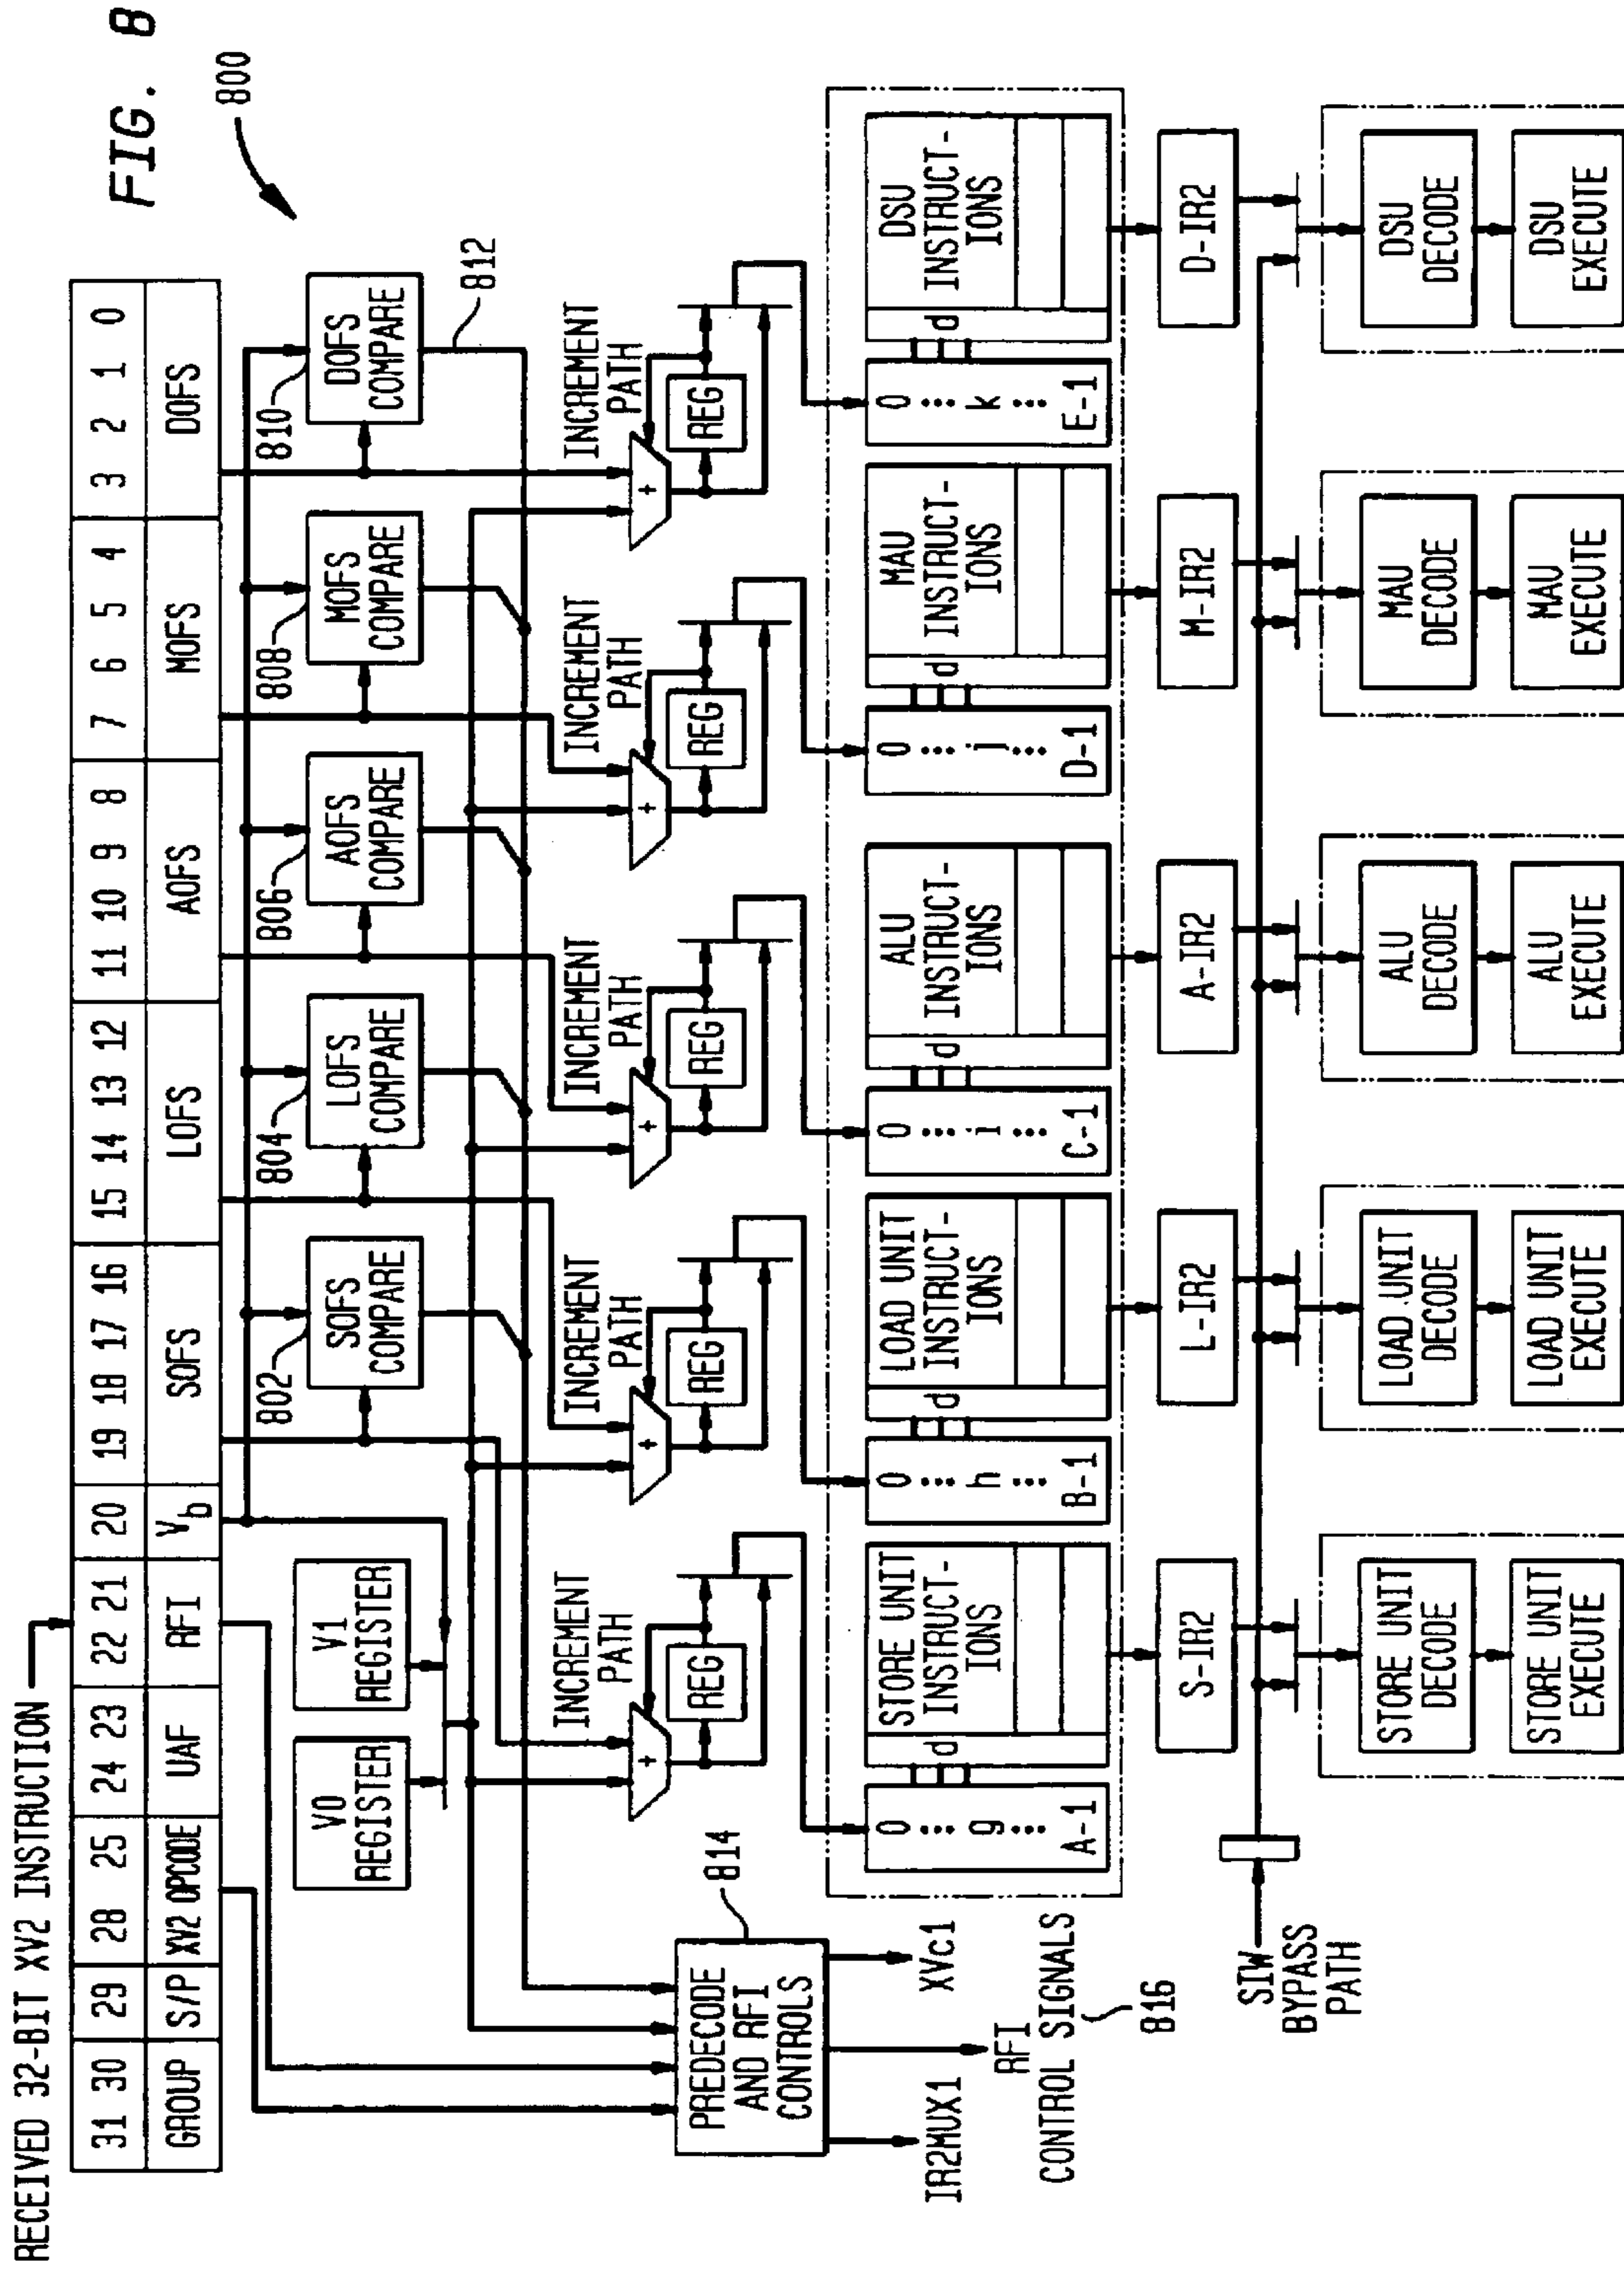 FIG. 8
800
RECEIVED 32-BIT XV2 INSTRUCTION
31 30 29 28 25 24 23 22 21 20 19 18 17 16 15 14 13 12 11 10 9 8 7 6 5 4 3 2 1 0
GROUP S/P XV2 OPCODE UAF RFI Vb SOFS LOFS AOFS MOFS DOFS
802 804 806 808 810
V0 REGISTER
V1 REGISTER
SOFS COMPARE
LOFS COMPARE
AOFS COMPARE
MOFS COMPARE
DOFS COMPARE
812
INCREMENT PATH
INCREMENT PATH
INCREMENT PATH
INCREMENT PATH
INCREMENT PATH
+ + + + +
REG REG REG REG REG
814
PREDECODE AND RFI CONTROLS
IR2MUX1
RFI CONTROL SIGNALS
816
XVc1
0 ⋮ g ⋮ A-1
d
STORE UNIT INSTRUCT-IONS
0 ⋮ h ⋮ B-1
d
LOAD UNIT INSTRUCT-IONS
0 ⋮ i ⋮ C-1
d
ALU INSTRUCT-IONS
0 ⋮ j ⋮ D-1
d
MAU INSTRUCT-IONS
0 ⋮ k ⋮ E-1
d
DSU INSTRUCT-IONS
S-IR2 L-IR2 A-IR2 M-IR2 D-IR2
SIW BYPASS PATH
STORE UNIT DECODE
LOAD UNIT DECODE
ALU DECODE
MAU DECODE
DSU DECODE
STORE UNIT EXECUTE
LOAD UNIT EXECUTE
ALU EXECUTE
MAU EXECUTE
DSU EXECUTE